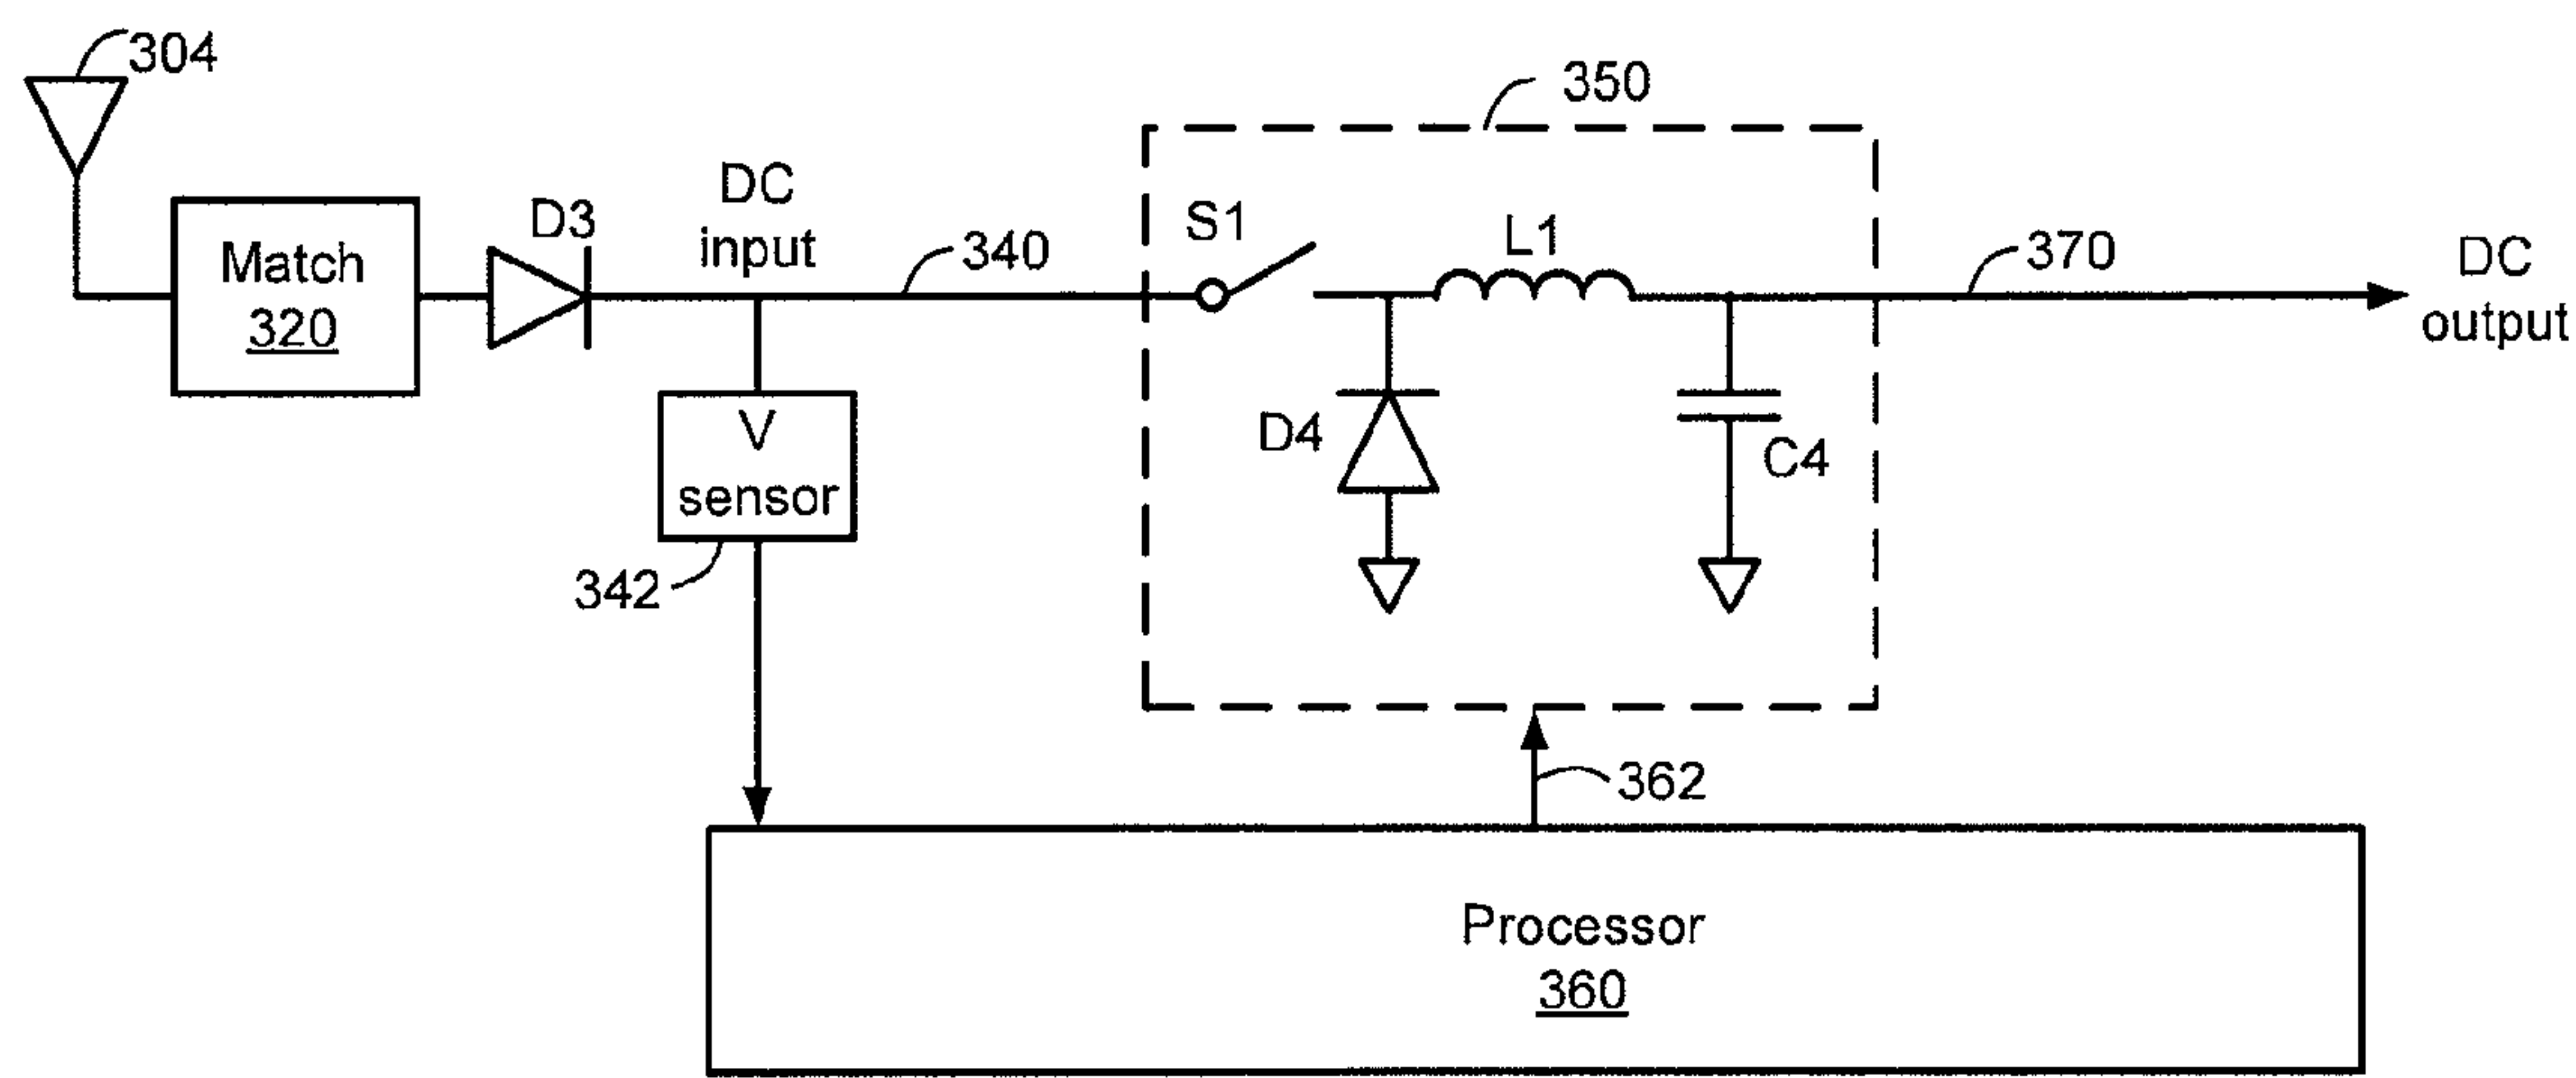 304
350
DC
input
D3
S1
L1
340
370
DC
output
Match
320
V
sensor
D4
C4
342
362
Processor
360